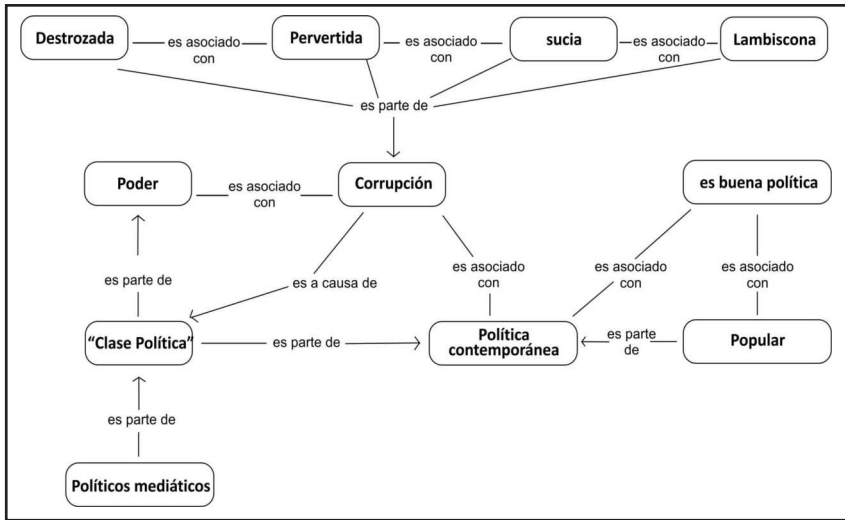 Destrozada
es asociado
con
Pervertida
es asociado
con
sucia
es asociado
con
Lambiscona
es parte de
Poder
es asociado
con
Corrupción
es buena política
es parte de
es a causa de
es asociado
con
es asociado
con
es asociado
con
“Clase Política”
es parte de
Política
contemporánea
es parte
de
Popular
es parte de
Políticos mediáticos